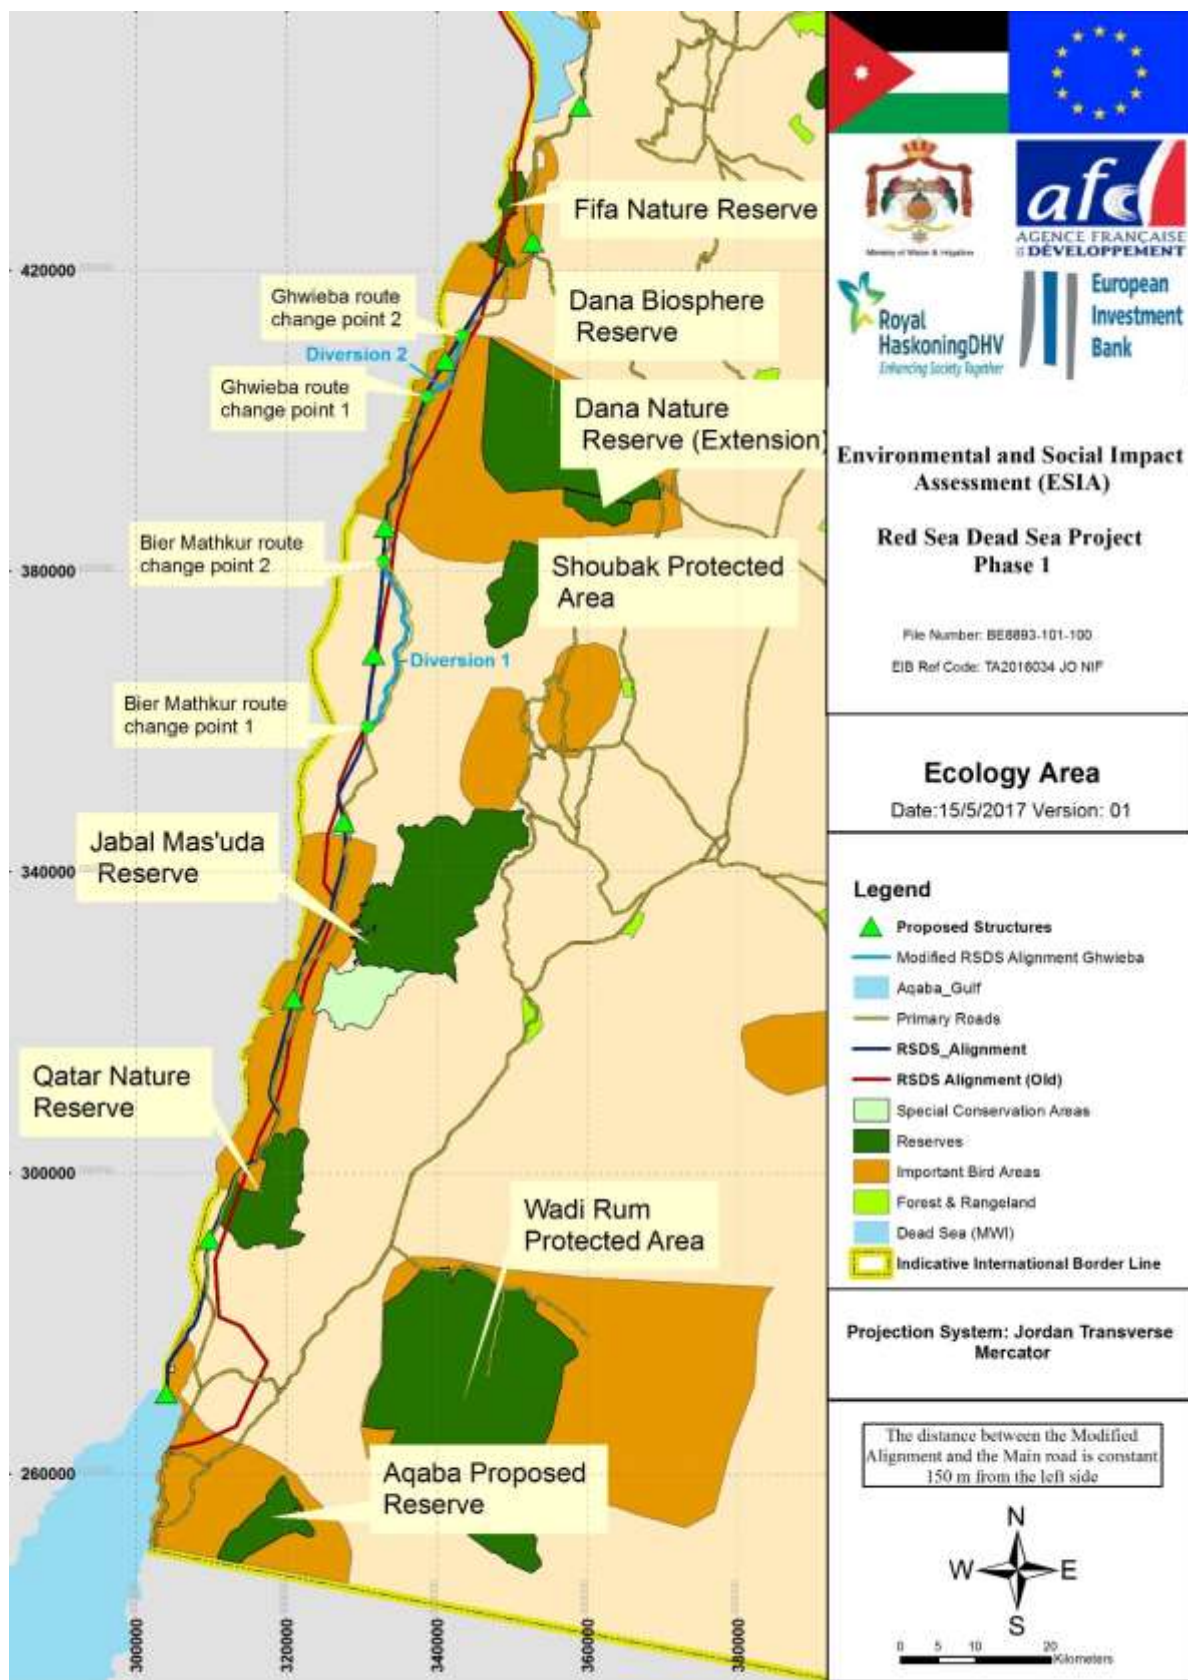 Fifa Nature Reserve
420000
Ghwieba route
change point 2
Dana Biosphere
Reserve
Diversion 2
Ghwieba route
change point 1
Dana Nature
Reserve (Extension)
Bier Mathkur route
change point 2
380000
Shoubak Protected
Area
Diversion 1
Bier Mathkur route
change point 1
Jabal Mas'uda
Reserve
340000
Qatar Nature
Reserve
300000
Wadi Rum
Protected Area
260000
Aqaba Proposed
Reserve
300000
320000
340000
360000
380000
Ministry of Water & Irrigation
afd
AGENCE FRANÇAISE
DE DÉVELOPPEMENT
Royal
HaskoningDHV
Enhancing Society Together
European
Investment
Bank
Environmental and Social Impact
Assessment (ESIA)
Red Sea Dead Sea Project
Phase 1
File Number: BE8893-101-100
EIB Ref Code: TA2016034 JO NIF
Ecology Area
Date:15/5/2017 Version: 01
Legend
Proposed Structures
Modified RSDS Alignment Ghwieba
Aqaba_Gulf
Primary Roads
RSDS_Alignment
RSDS Alignment (Old)
Special Conservation Areas
Reserves
Important Bird Areas
Forest & Rangeland
Dead Sea (MWI)
Indicative International Border Line
Projection System: Jordan Transverse
Mercator
The distance between the Modified
Alignment and the Main road is constant
150 m from the left side
N
W
E
S
0 5 10 20
Kilometers